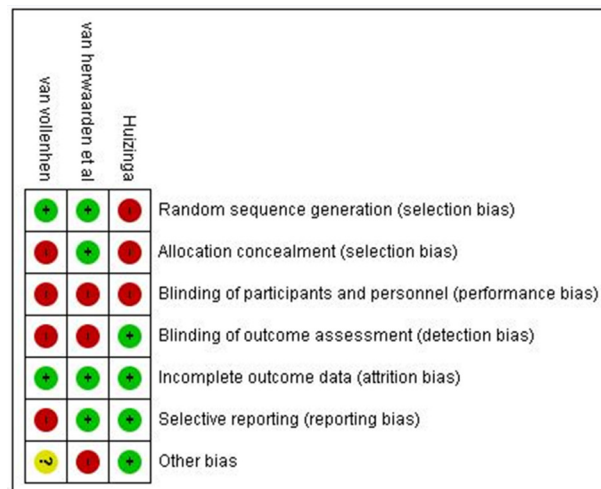 van vollenhen
van herwaarden et al
Huizinga
+ + - Random sequence generation (selection bias)
- + - Allocation concealment (selection bias)
- - - Blinding of participants and personnel (performance bias)
- - + Blinding of outcome assessment (detection bias)
+ + + Incomplete outcome data (attrition bias)
- + + Selective reporting (reporting bias)
? - + Other bias